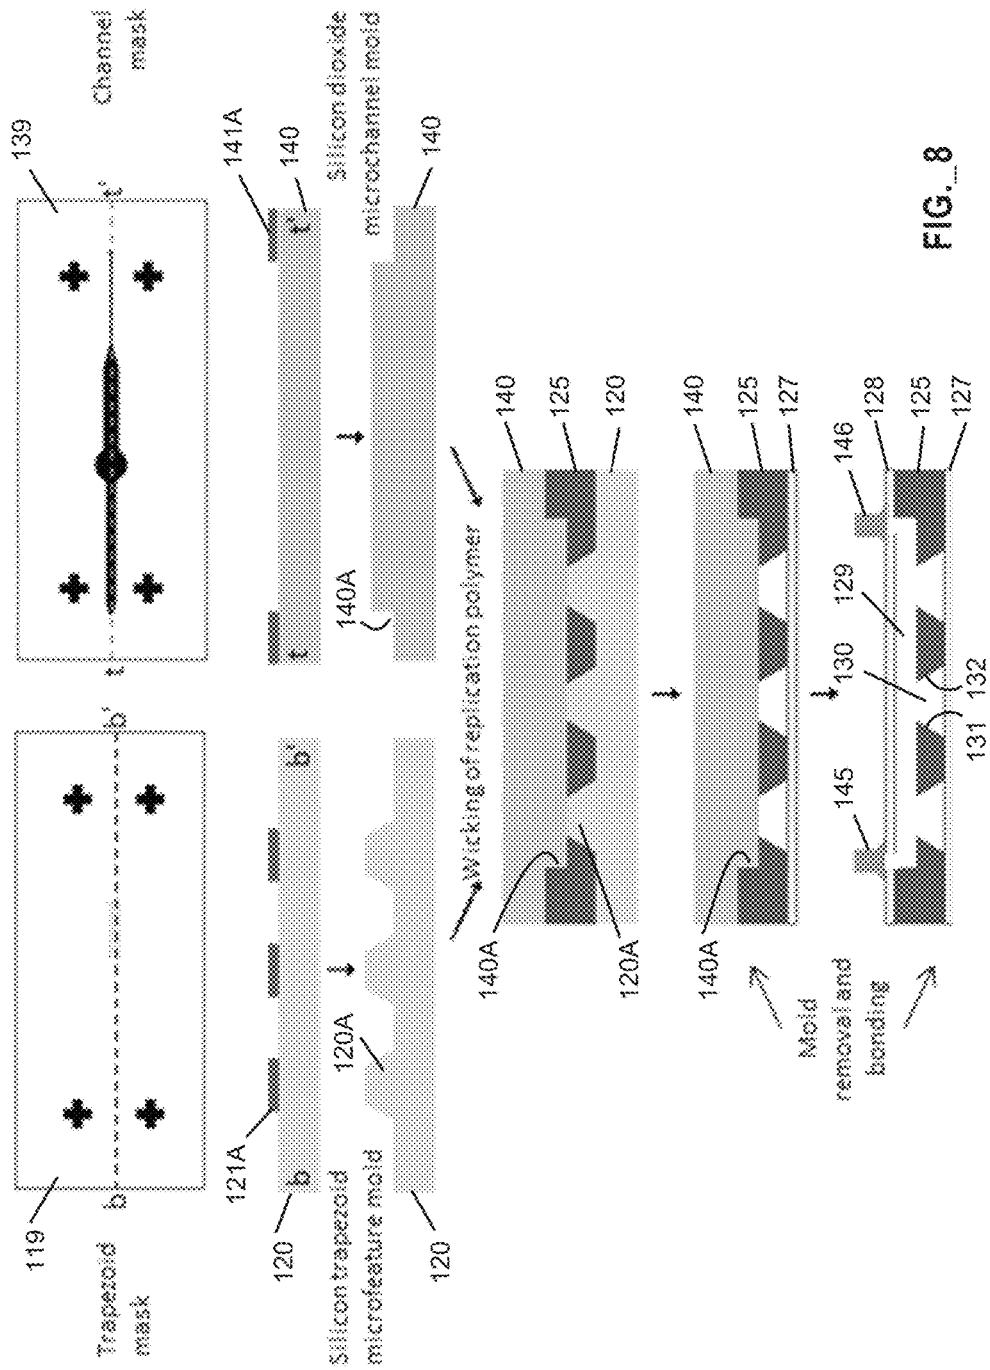 Trapezoid
mask
119
b
b'
121A
120
b
b'
Silicon trapezoid
microfeature mold
120A
120
Channel
mask
139
t
t'
141A
140
t
t'
Silicon dioxide
microchannel mold
140A
140
Wicking of replication polymer
140
125
120
140A
120A
140
125
127
140A
Mold
removal and
bonding
145
130
129
146
128
125
127
131
132
FIG._8